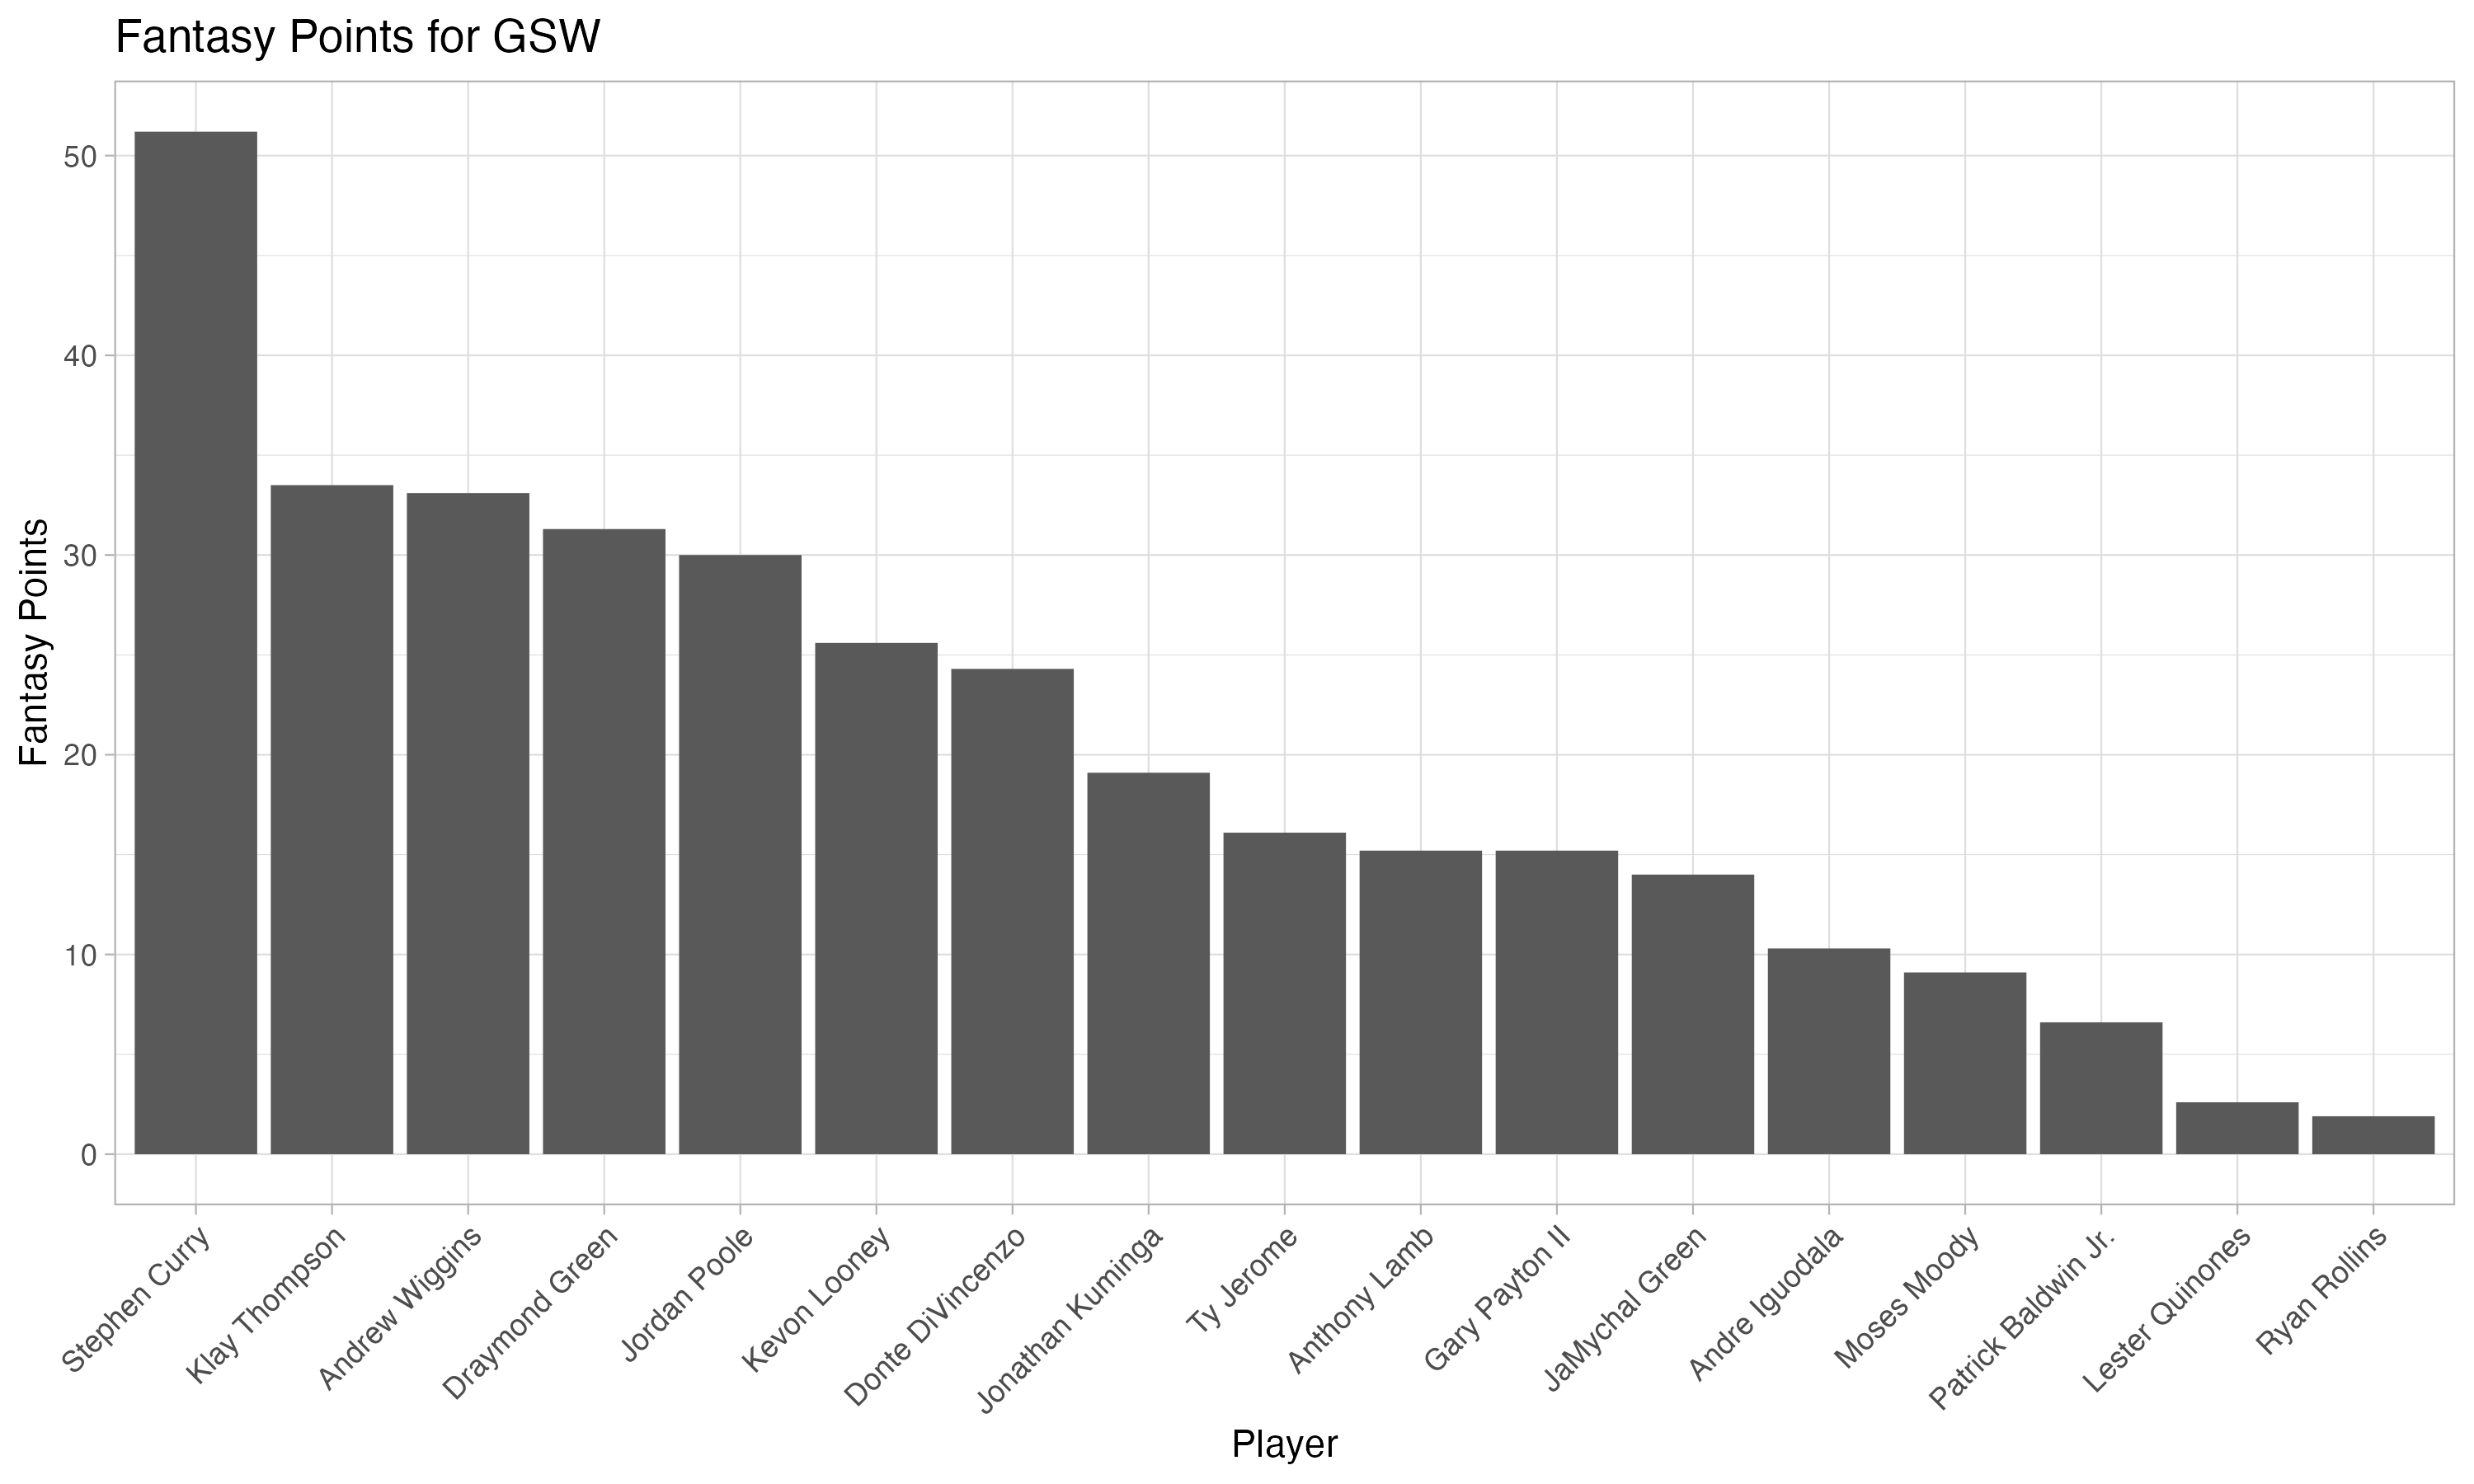 Fantasy Points for GSW
Fantasy Points
50
40
30
20
10
0
Stephen Curry
Klay Thompson
Andrew Wiggins
Draymond Green
Jordan Poole
Kevon Looney
Donte DiVincenzo
Jonathan Kuminga
Ty Jerome
Anthony Lamb
Gary Payton II
JaMychal Green
Andre Iguodala
Moses Moody
Patrick Baldwin Jr.
Lester Quinones
Ryan Rollins
Player